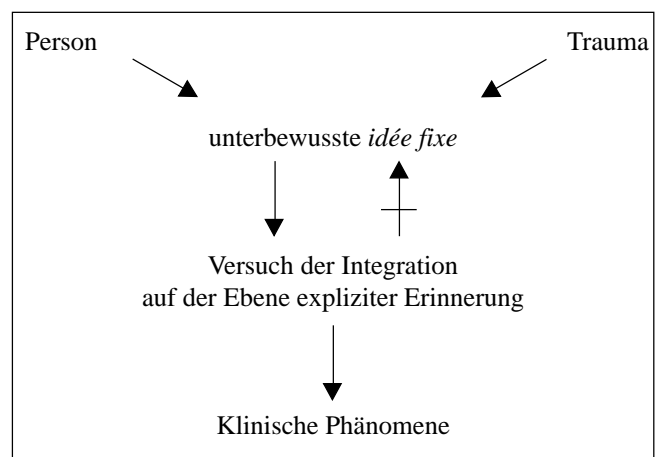 Person
Trauma
unterbewusste idée fixe
Versuch der Integration
auf der Ebene expliziter Erinnerung
Klinische Phänomene